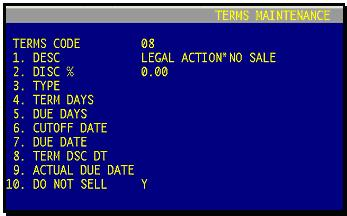 TERMS MAINTENANCE
TERMS CODE 08
1. DESC LEGAL ACTION*NO SALE
2. DISC % 0.00
3. TYPE
4. TERM DAYS
5. DUE DAYS
6. CUTOFF DATE
7. DUE DATE
8. TERM DSC DT
9. ACTUAL DUE DATE
10. DO NOT SELL Y